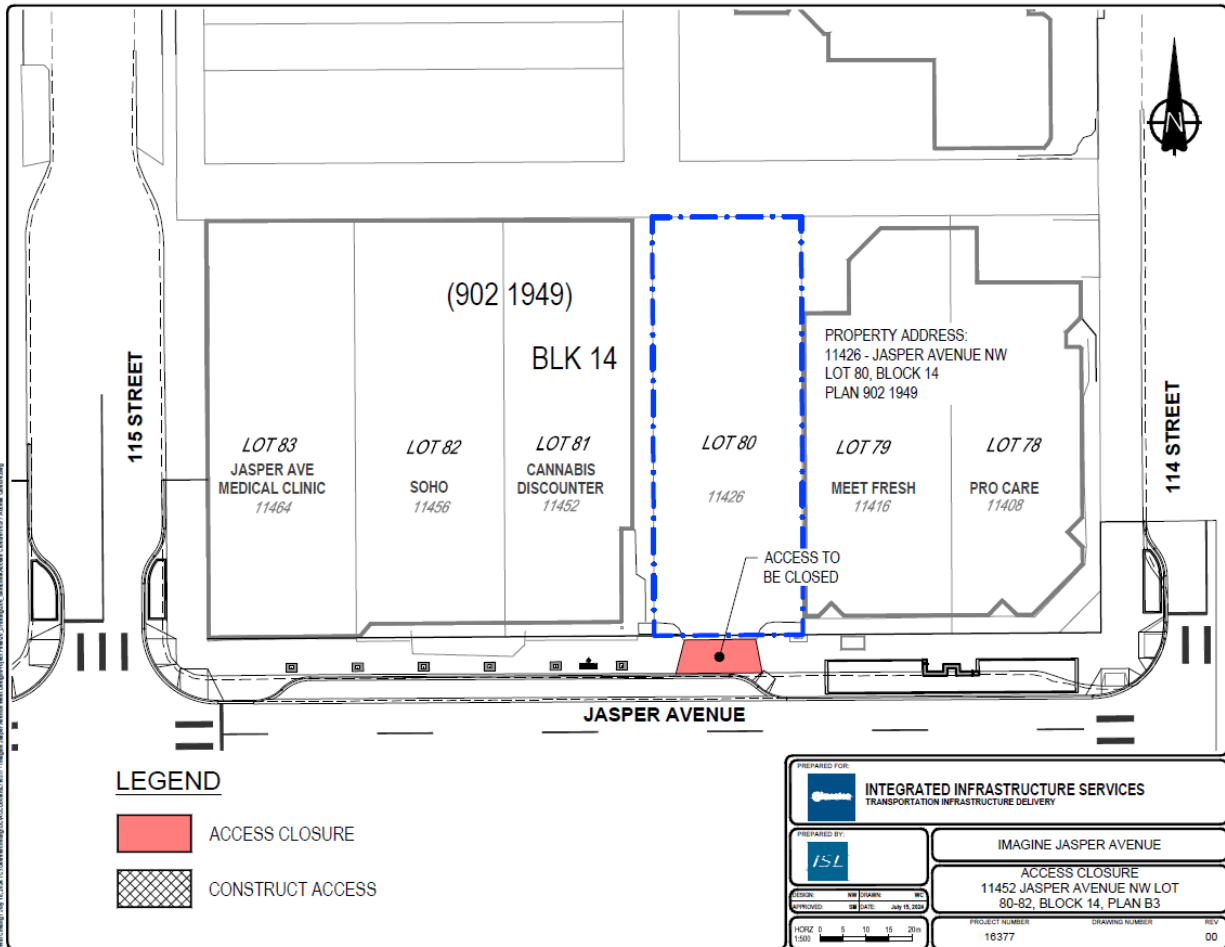 N
(902 1949)
BLK 14
PROPERTY ADDRESS:
11426 - JASPER AVENUE NW
LOT 80, BLOCK 14
PLAN 902 1949
115 STREET
114 STREET
LOT 83
JASPER AVE
MEDICAL CLINIC
11464
LOT 82
SOHO
11456
LOT 81
CANNABIS
DISCOUNTER
11452
LOT 80
11426
LOT 79
MEET FRESH
11416
LOT 78
PRO CARE
11408
ACCESS TO
BE CLOSED
JASPER AVENUE
LEGEND
ACCESS CLOSURE
CONSTRUCT ACCESS
PREPARED FOR:
INTEGRATED INFRASTRUCTURE SERVICES
TRANSPORTATION INFRASTRUCTURE DELIVERY
PREPARED BY:
ISL
IMAGINE JASPER AVENUE
ACCESS CLOSURE
11452 JASPER AVENUE NW LOT
80-82, BLOCK 14, PLAN B3
DESIGN: NW DRAWN: WC
APPROVED: SM DATE: July 15, 2024
HORZ 0 5 10 15 20m
1:500
PROJECT NUMBER
16377
DRAWING NUMBER
REV
00